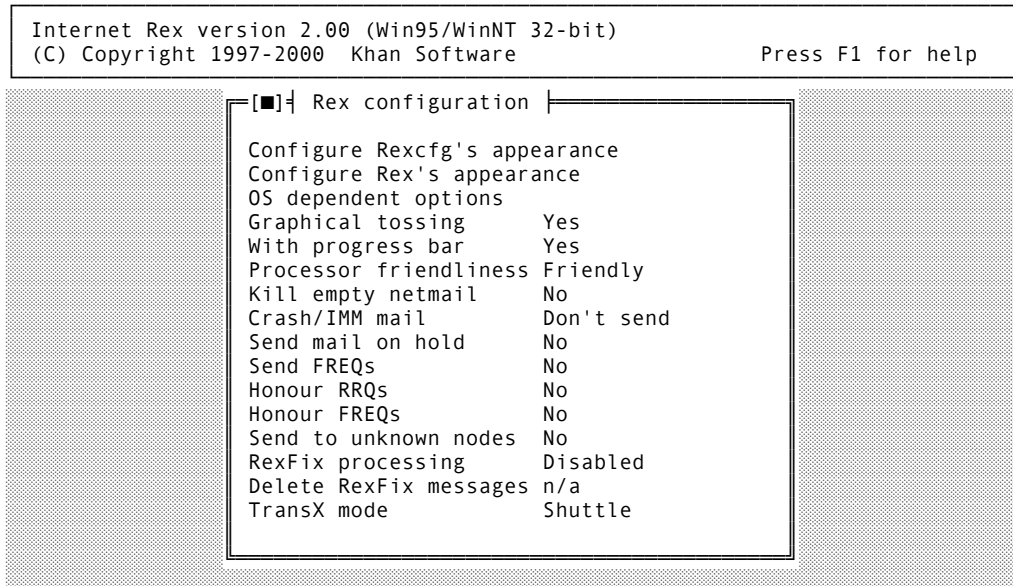 Internet Rex version 2.00 (Win95/WinNT 32-bit)
(C) Copyright 1997-2000  Khan Software                    Press F1 for help
[■] Rex configuration
Configure Rexcfg's appearance
Configure Rex's appearance
OS dependent options
Graphical tossing      Yes
With progress bar      Yes
Processor friendliness Friendly
Kill empty netmail     No
Crash/IMM mail         Don't send
Send mail on hold      No
Send FREQs             No
Honour RRQs            No
Honour FREQs           No
Send to unknown nodes  No
RexFix processing      Disabled
Delete RexFix messages n/a
TransX mode            Shuttle